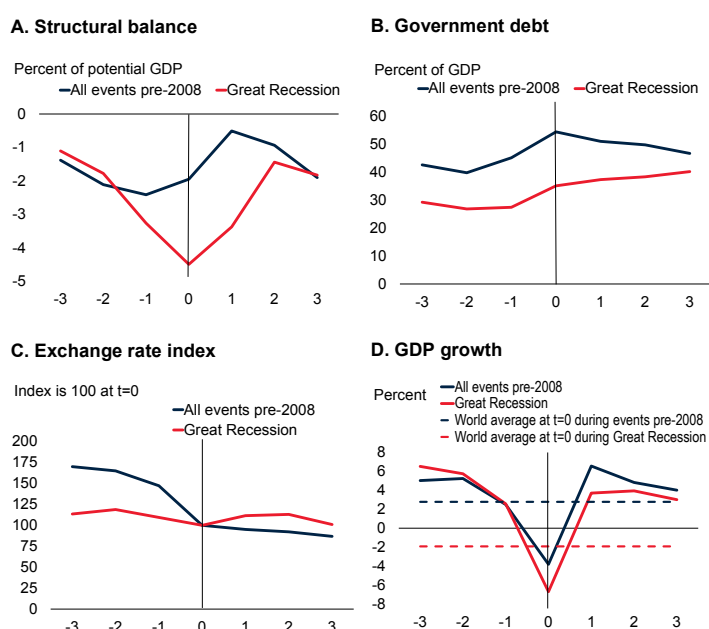 A. Structural balance
Percent of potential GDP
All events pre-2008 Great Recession
0
-1
-2
-3
-4
-5
-3 -2 -1 0 1 2 3
B. Government debt
Percent of GDP
All events pre-2008 Great Recession
60
50
40
30
20
10
0
-3 -2 -1 0 1 2 3
C. Exchange rate index
Index is 100 at t=0
All events pre-2008
Great Recession
200
175
150
125
100
75
50
25
0
-3 -2 -1 0 1 2 3
D. GDP growth
Percent
All events pre-2008
Great Recession
World average at t=0 during events pre-2008
World average at t=0 during Great Recession
8
6
4
2
0
-2
-4
-6
-8
-3 -2 -1 0 1 2 3